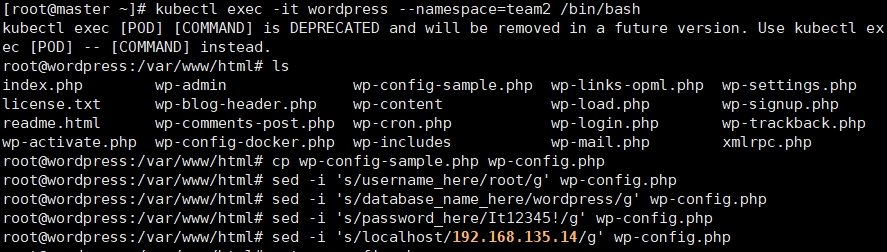 [root@master ~]# kubectl exec -it wordpress --namespace=team2 /bin/bash
kubectl exec [POD] [COMMAND] is DEPRECATED and will be removed in a future version. Use kubectl ex
ec [POD] -- [COMMAND] instead.
root@wordpress:/var/www/html# ls
index.php wp-admin wp-config-sample.php wp-links-opml.php wp-settings.php
license.txt wp-blog-header.php wp-content wp-load.php wp-signup.php
readme.html wp-comments-post.php wp-cron.php wp-login.php wp-trackback.php
wp-activate.php wp-config-docker.php wp-includes wp-mail.php xmlrpc.php
root@wordpress:/var/www/html# cp wp-config-sample.php wp-config.php
root@wordpress:/var/www/html# sed -i 's/username_here/root/g' wp-config.php
root@wordpress:/var/www/html# sed -i 's/database_name_here/wordpress/g' wp-config.php
root@wordpress:/var/www/html# sed -i 's/password_here/It12345!/g' wp-config.php
root@wordpress:/var/www/html# sed -i 's/localhost/192.168.135.14/g' wp-config.php